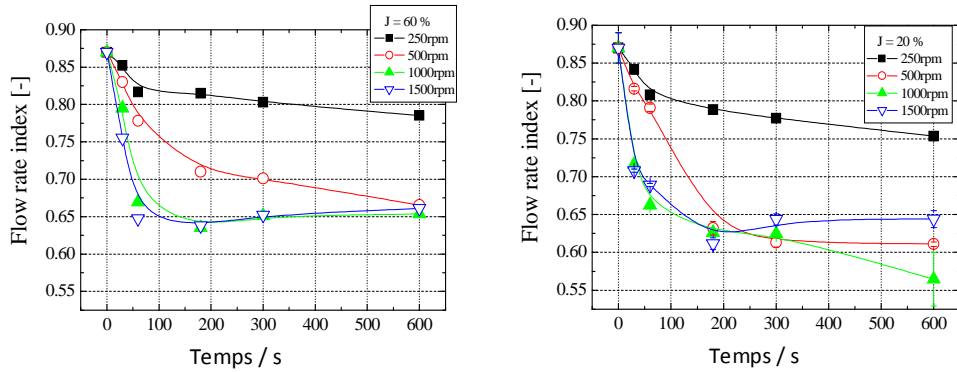 J = 60 %
250rpm
500rpm
1000rpm
1500rpm
0.90
0.85
0.80
0.75
0.70
0.65
0.60
0.55
Flow rate index [-]
0 100 200 300 400 500 600
Temps / s
J = 20 %
250rpm
500rpm
1000rpm
1500rpm
0.90
0.85
0.80
0.75
0.70
0.65
0.60
0.55
Flow rate index [-]
0 100 200 300 400 500 600
Temps / s